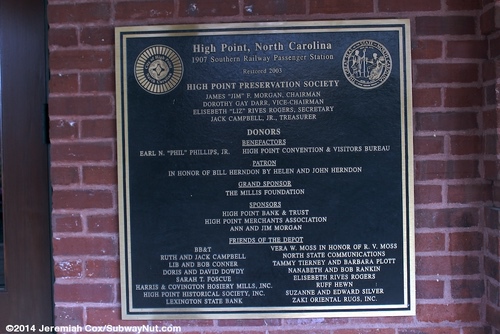 High Point, North Carolina
1907 Southern Railway Passenger Station
Restored 2003
HIGH POINT PRESERVATION SOCIETY
JAMES "JIM" F. MORGAN, CHAIRMAN
DOROTHY GAY DARR, VICE-CHAIRMAN
ELISEBETH "LIZ" RIVES ROGERS, SECRETARY
JACK CAMPBELL, JR., TREASURER
DONORS
BENEFACTORS
EARL N. "PHIL" PHILLIPS, JR. HIGH POINT CONVENTION & VISITORS BUREAU
PATRON
IN HONOR OF BILL HERNDON BY HELEN AND JOHN HERNDON
GRAND SPONSOR
THE MILLIS FOUNDATION
SPONSORS
HIGH POINT BANK & TRUST
HIGH POINT MERCHANTS ASSOCIATION
ANN AND JIM MORGAN
FRIENDS OF THE DEPOT
BB&T
RUTH AND JACK CAMPBELL
LIB AND BOB CONNER
DORIS AND DAVID DOWDY
SARAH T. FOSCUE
HARRIS & COVINGTON HOSIERY MILLS, INC.
HIGH POINT HISTORICAL SOCIETY, INC.
LEXINGTON STATE BANK
VERA W. MOSS IN HONOR OF R. V. MOSS
NORTH STATE COMMUNICATIONS
TAMMY TIERNEY AND BARBARA PLOTT
NANABETH AND BOB RANKIN
ELISEBETH RIVES ROGERS
RUFF HEWN
SUZANNE AND EDWARD SILVER
ZAKI ORIENTAL RUGS, INC.
©2014 Jeremiah Cox/SubwayNut.com